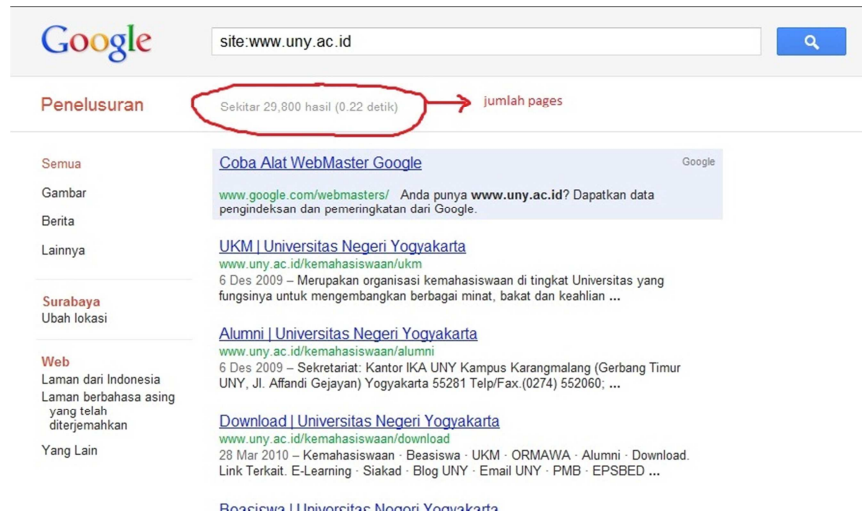 Google
site:www.uny.ac.id
Penelusuran
Sekitar 29,800 hasil (0.22 detik)
jumlah pages
Semua
Gambar
Berita
Lainnya
Surabaya
Ubah lokasi
Web
Laman dari Indonesia
Laman berbahasa asing
yang telah
diterjemahkan
Yang Lain
Coba Alat WebMaster Google
Google
www.google.com/webmasters/ Anda punya www.uny.ac.id? Dapatkan data
pengindeksan dan pemeringkatan dari Google.
UKM | Universitas Negeri Yogyakarta
www.uny.ac.id/kemahasiswaan/ukm
6 Des 2009 – Merupakan organisasi kemahasiswaan di tingkat Universitas yang
fungsinya untuk mengembangkan berbagai minat, bakat dan keahlian ...
Alumni | Universitas Negeri Yogyakarta
www.uny.ac.id/kemahasiswaan/alumni
6 Des 2009 – Sekretariat: Kantor IKA UNY Kampus Karangmalang (Gerbang Timur
UNY, Jl. Affandi Gejayan) Yogyakarta 55281 Telp/Fax.(0274) 552060; ...
Download | Universitas Negeri Yogyakarta
www.uny.ac.id/kemahasiswaan/download
28 Mar 2010 – Kemahasiswaan · Beasiswa · UKM · ORMAWA · Alumni · Download.
Link Terkait. E-Learning · Siakad · Blog UNY · Email UNY · PMB · EPSBED ...
Beasiswa | Universitas Negeri Yogyakarta